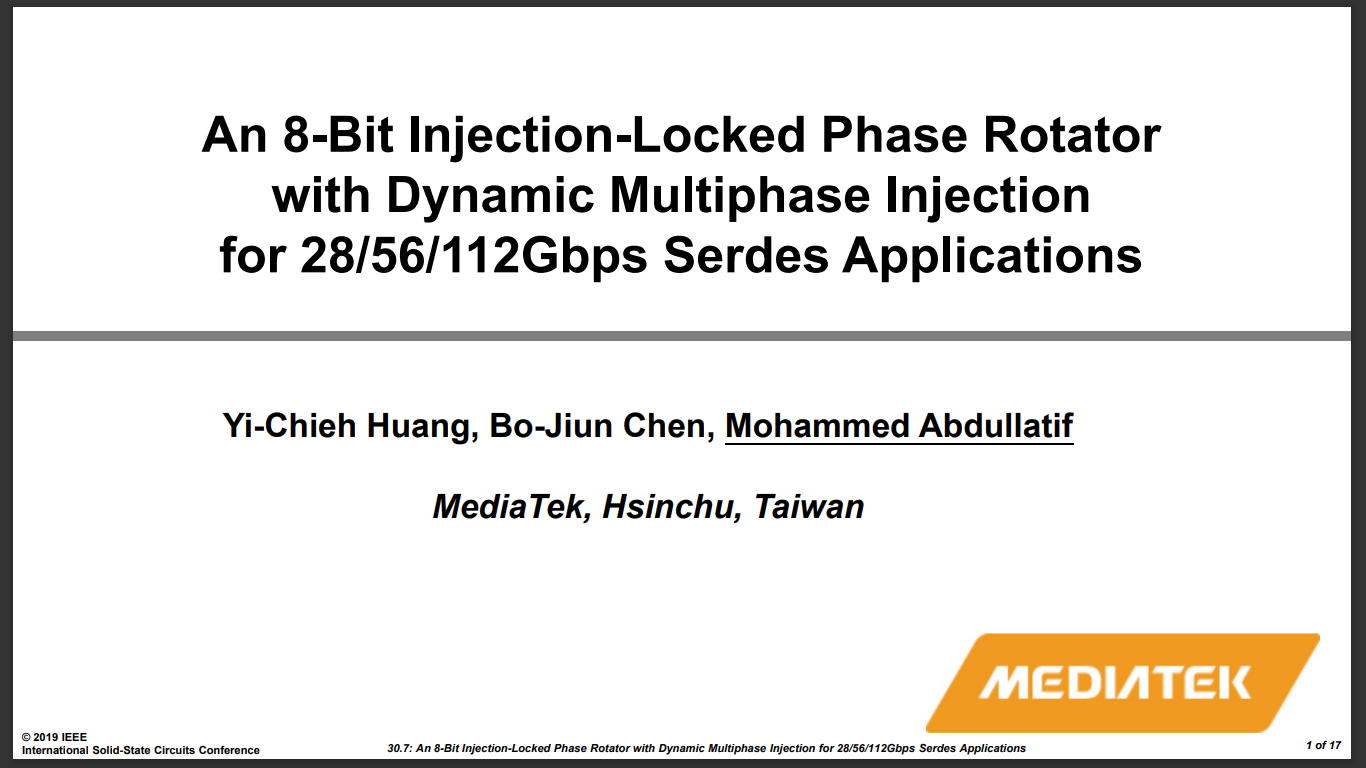 An 8-Bit Injection-Locked Phase Rotator
with Dynamic Multiphase Injection
for 28/56/112Gbps Serdes Applications
Yi-Chieh Huang, Bo-Jiun Chen, Mohammed Abdullatif
MediaTek, Hsinchu, Taiwan
MEDIATEK
© 2019 IEEE
International Solid-State Circuits Conference
30.7: An 8-Bit Injection-Locked Phase Rotator with Dynamic Multiphase Injection for 28/56/112Gbps Serdes Applications
1 of 17